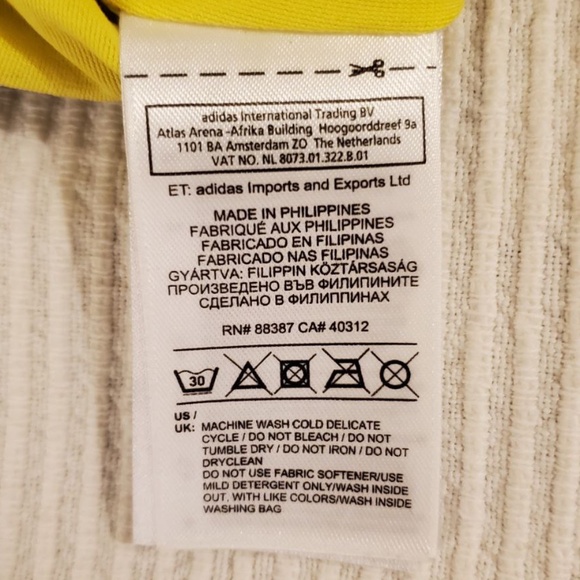 adidas International Trading BV
Atlas Arena -Afrika Building Hoogoorddreef 9a
1101 BA Amsterdam ZO The Netherlands
VAT NO. NL 8073.01.322.B.01
ET: adidas Imports and Exports Ltd
MADE IN PHILIPPINES
FABRIQUÉ AUX PHILIPPINES
FABRICADO EN FILIPINAS
FABRICADO NAS FILIPINAS
GYÁRTVA: FILIPPIN KÖZTÁRSASÁG
ПРОИЗВЕДЕНО ВЪВ ФИЛИПИНИТЕ
СДЕЛАНО В ФИЛИППИНАХ
RN# 88387 CA# 40312
30
US /
UK: MACHINE WASH COLD DELICATE
CYCLE / DO NOT BLEACH / DO NOT
TUMBLE DRY / DO NOT IRON / DO NOT
DRYCLEAN
DO NOT USE FABRIC SOFTENER/USE
MILD DETERGENT ONLY/WASH INSIDE
OUT, WITH LIKE COLORS/WASH INSIDE
WASHING BAG